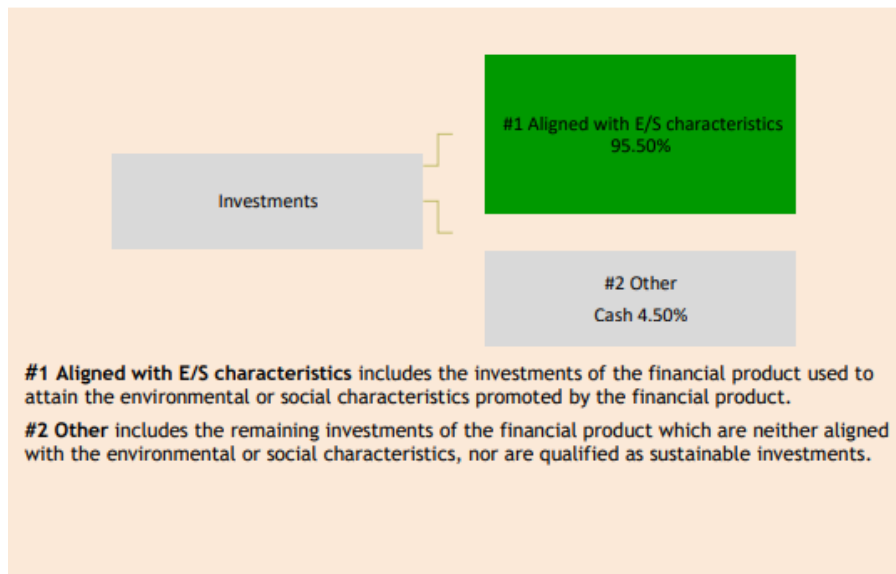 #1 Aligned with E/S characteristics
95.50%
Investments
#2 Other
Cash 4.50%
#1 Aligned with E/S characteristics includes the investments of the financial product used to
attain the environmental or social characteristics promoted by the financial product.
#2 Other includes the remaining investments of the financial product which are neither aligned
with the environmental or social characteristics, nor are qualified as sustainable investments.